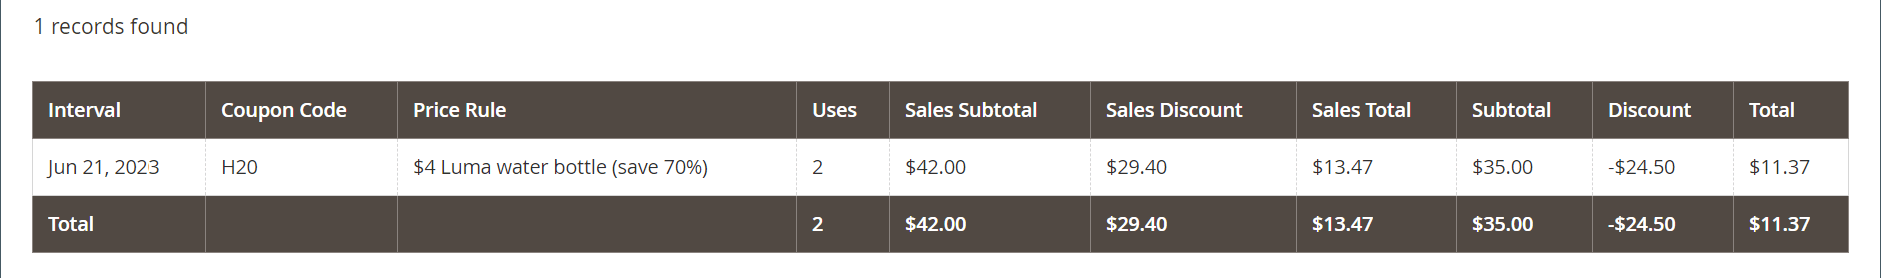 1 records found
Interval Coupon Code Price Rule Uses Sales Subtotal Sales Discount Sales Total Subtotal Discount Total
Jun 21, 2023 H20 $4 Luma water bottle (save 70%) 2 $42.00 $29.40 $13.47 $35.00 -$24.50 $11.37
Total 2 $42.00 $29.40 $13.47 $35.00 -$24.50 $11.37